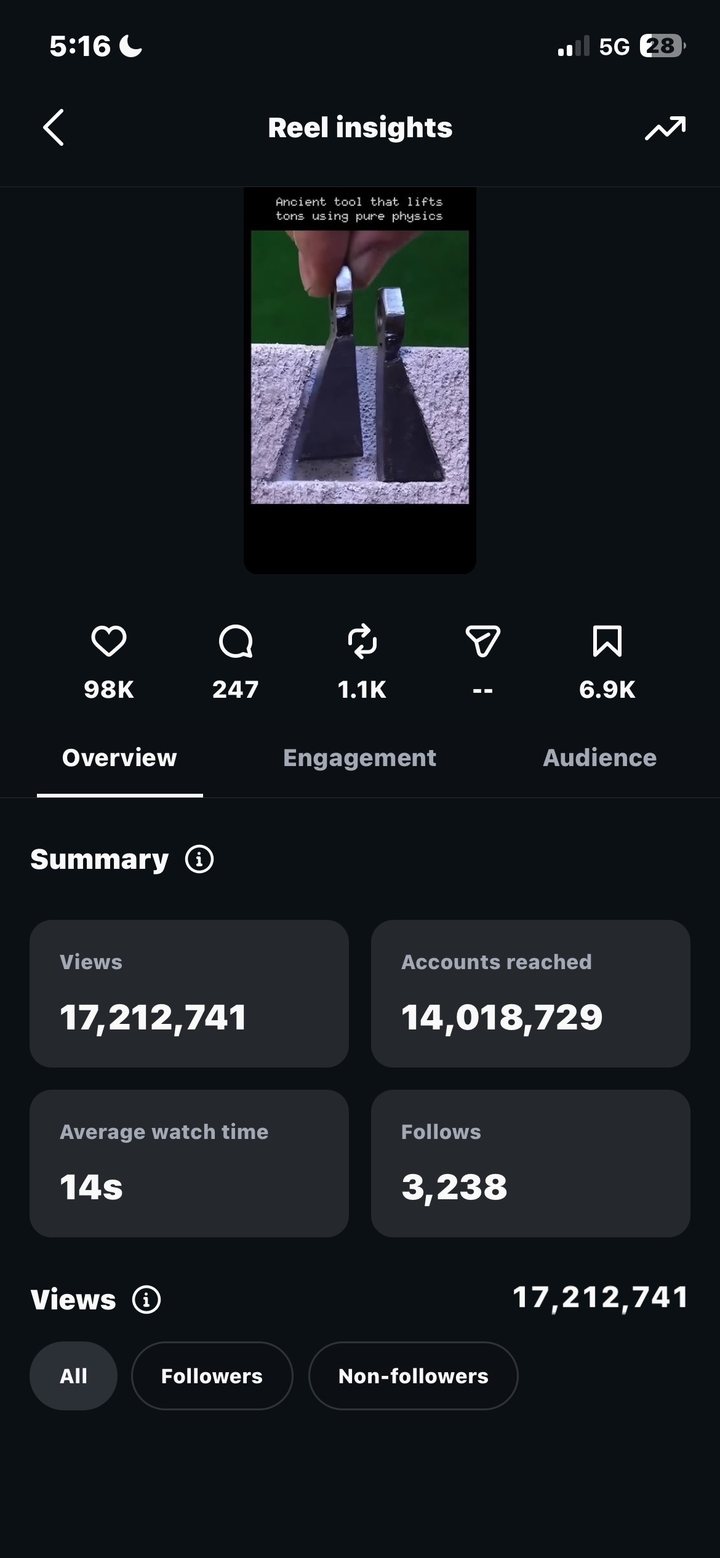 5:16
5G
28
Reel insights
Ancient tool that lifts
tons using pure physics
98K
247
1.1K
--
6.9K
Overview
Engagement
Audience
Summary
Views
Accounts reached
17,212,741
14,018,729
Average watch time
Follows
14s
3,238
Views
17,212,741
All
Followers
Non-followers